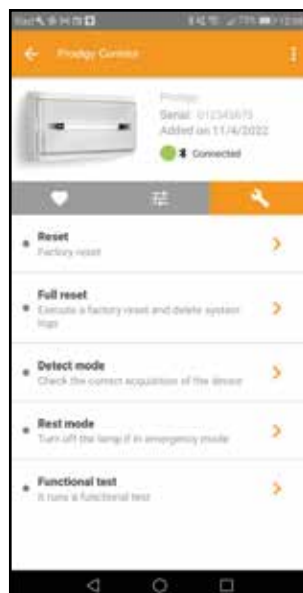 Prodigy Control
Prodigy
Serial: 012345678
Added on 11/4/2022
Connected
Reset
Factory reset
Full reset
Execute a factory reset and delete system
logs
Detect mode
Check the correct acquisition of the device
Rest mode
Turn off the lamp if in emergency mode
Functional test
It runs a functional test